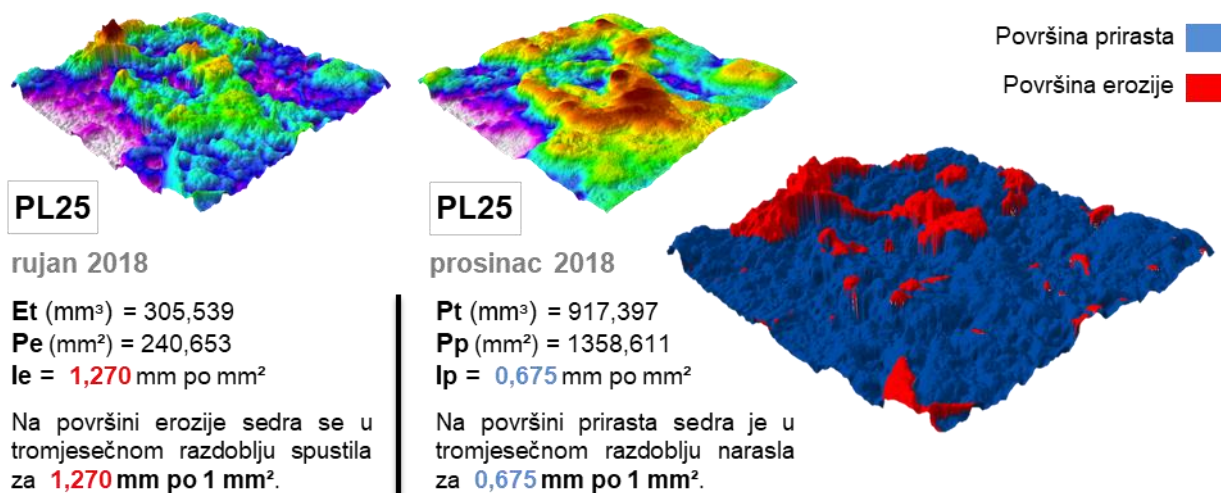 Površina prirasta
Površina erozije
PL25
rujan 2018
Et (mm³) = 305,539
Pe (mm²) = 240,653
Ie = 1,270 mm po mm²
Na površini erozije sedra se u
tromjesečnom razdoblju spustila
za 1,270 mm po 1 mm².
PL25
prosinac 2018
Pt (mm³) = 917,397
Pp (mm²) = 1358,611
Ip = 0,675 mm po mm²
Na površini prirasta sedra je u
tromjesečnom razdoblju narasla
za 0,675 mm po 1 mm².